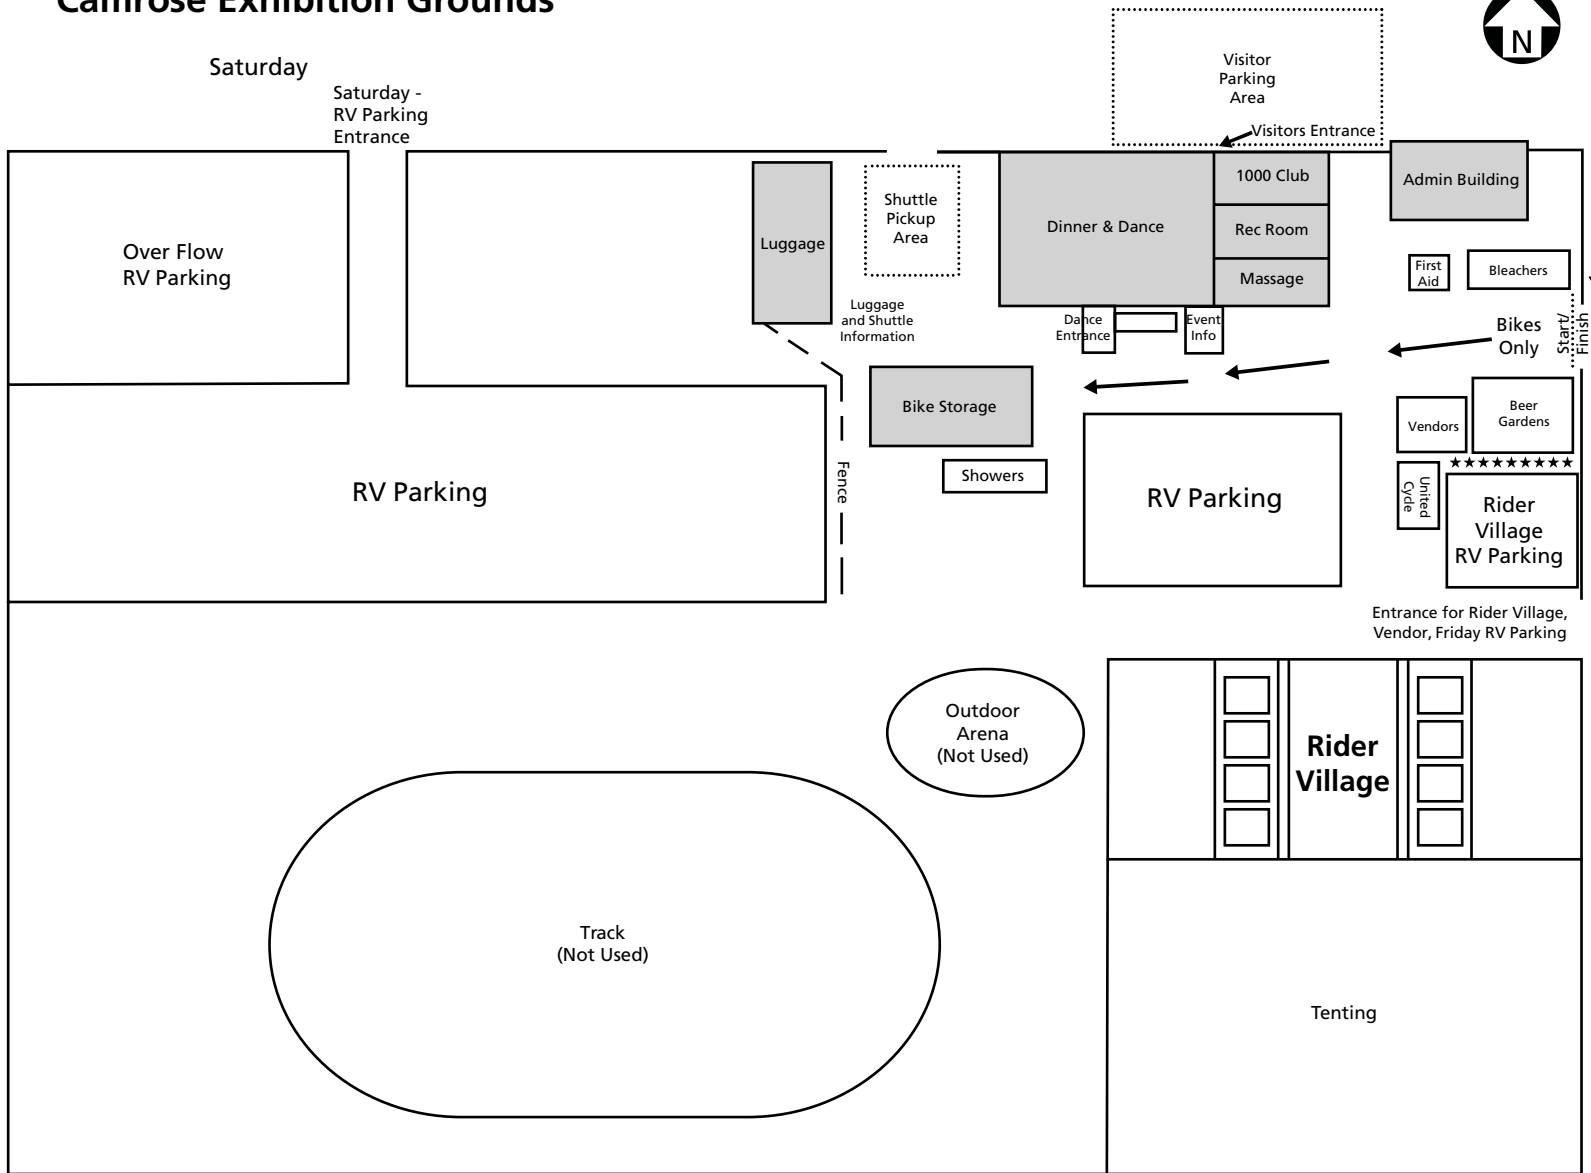 Camrose Exhibition Grounds
N
Saturday
Saturday -
RV Parking
Entrance
Visitor
Parking
Area
Visitors Entrance
Over Flow
RV Parking
Luggage
Shuttle
Pickup
Area
Dinner & Dance
1000 Club
Rec Room
Massage
Admin Building
First
Aid
Bleachers
Luggage
and Shuttle
Information
Dance
Entrance
Event
Info
Bikes
Only
Start/
Finish
Bike Storage
Vendors
Beer
Gardens
★★★★★★★★★
RV Parking
Fence
Showers
RV Parking
United
Cycle
Rider
Village
RV Parking
Entrance for Rider Village,
Vendor, Friday RV Parking
Outdoor
Arena
(Not Used)
Rider
Village
Track
(Not Used)
Tenting